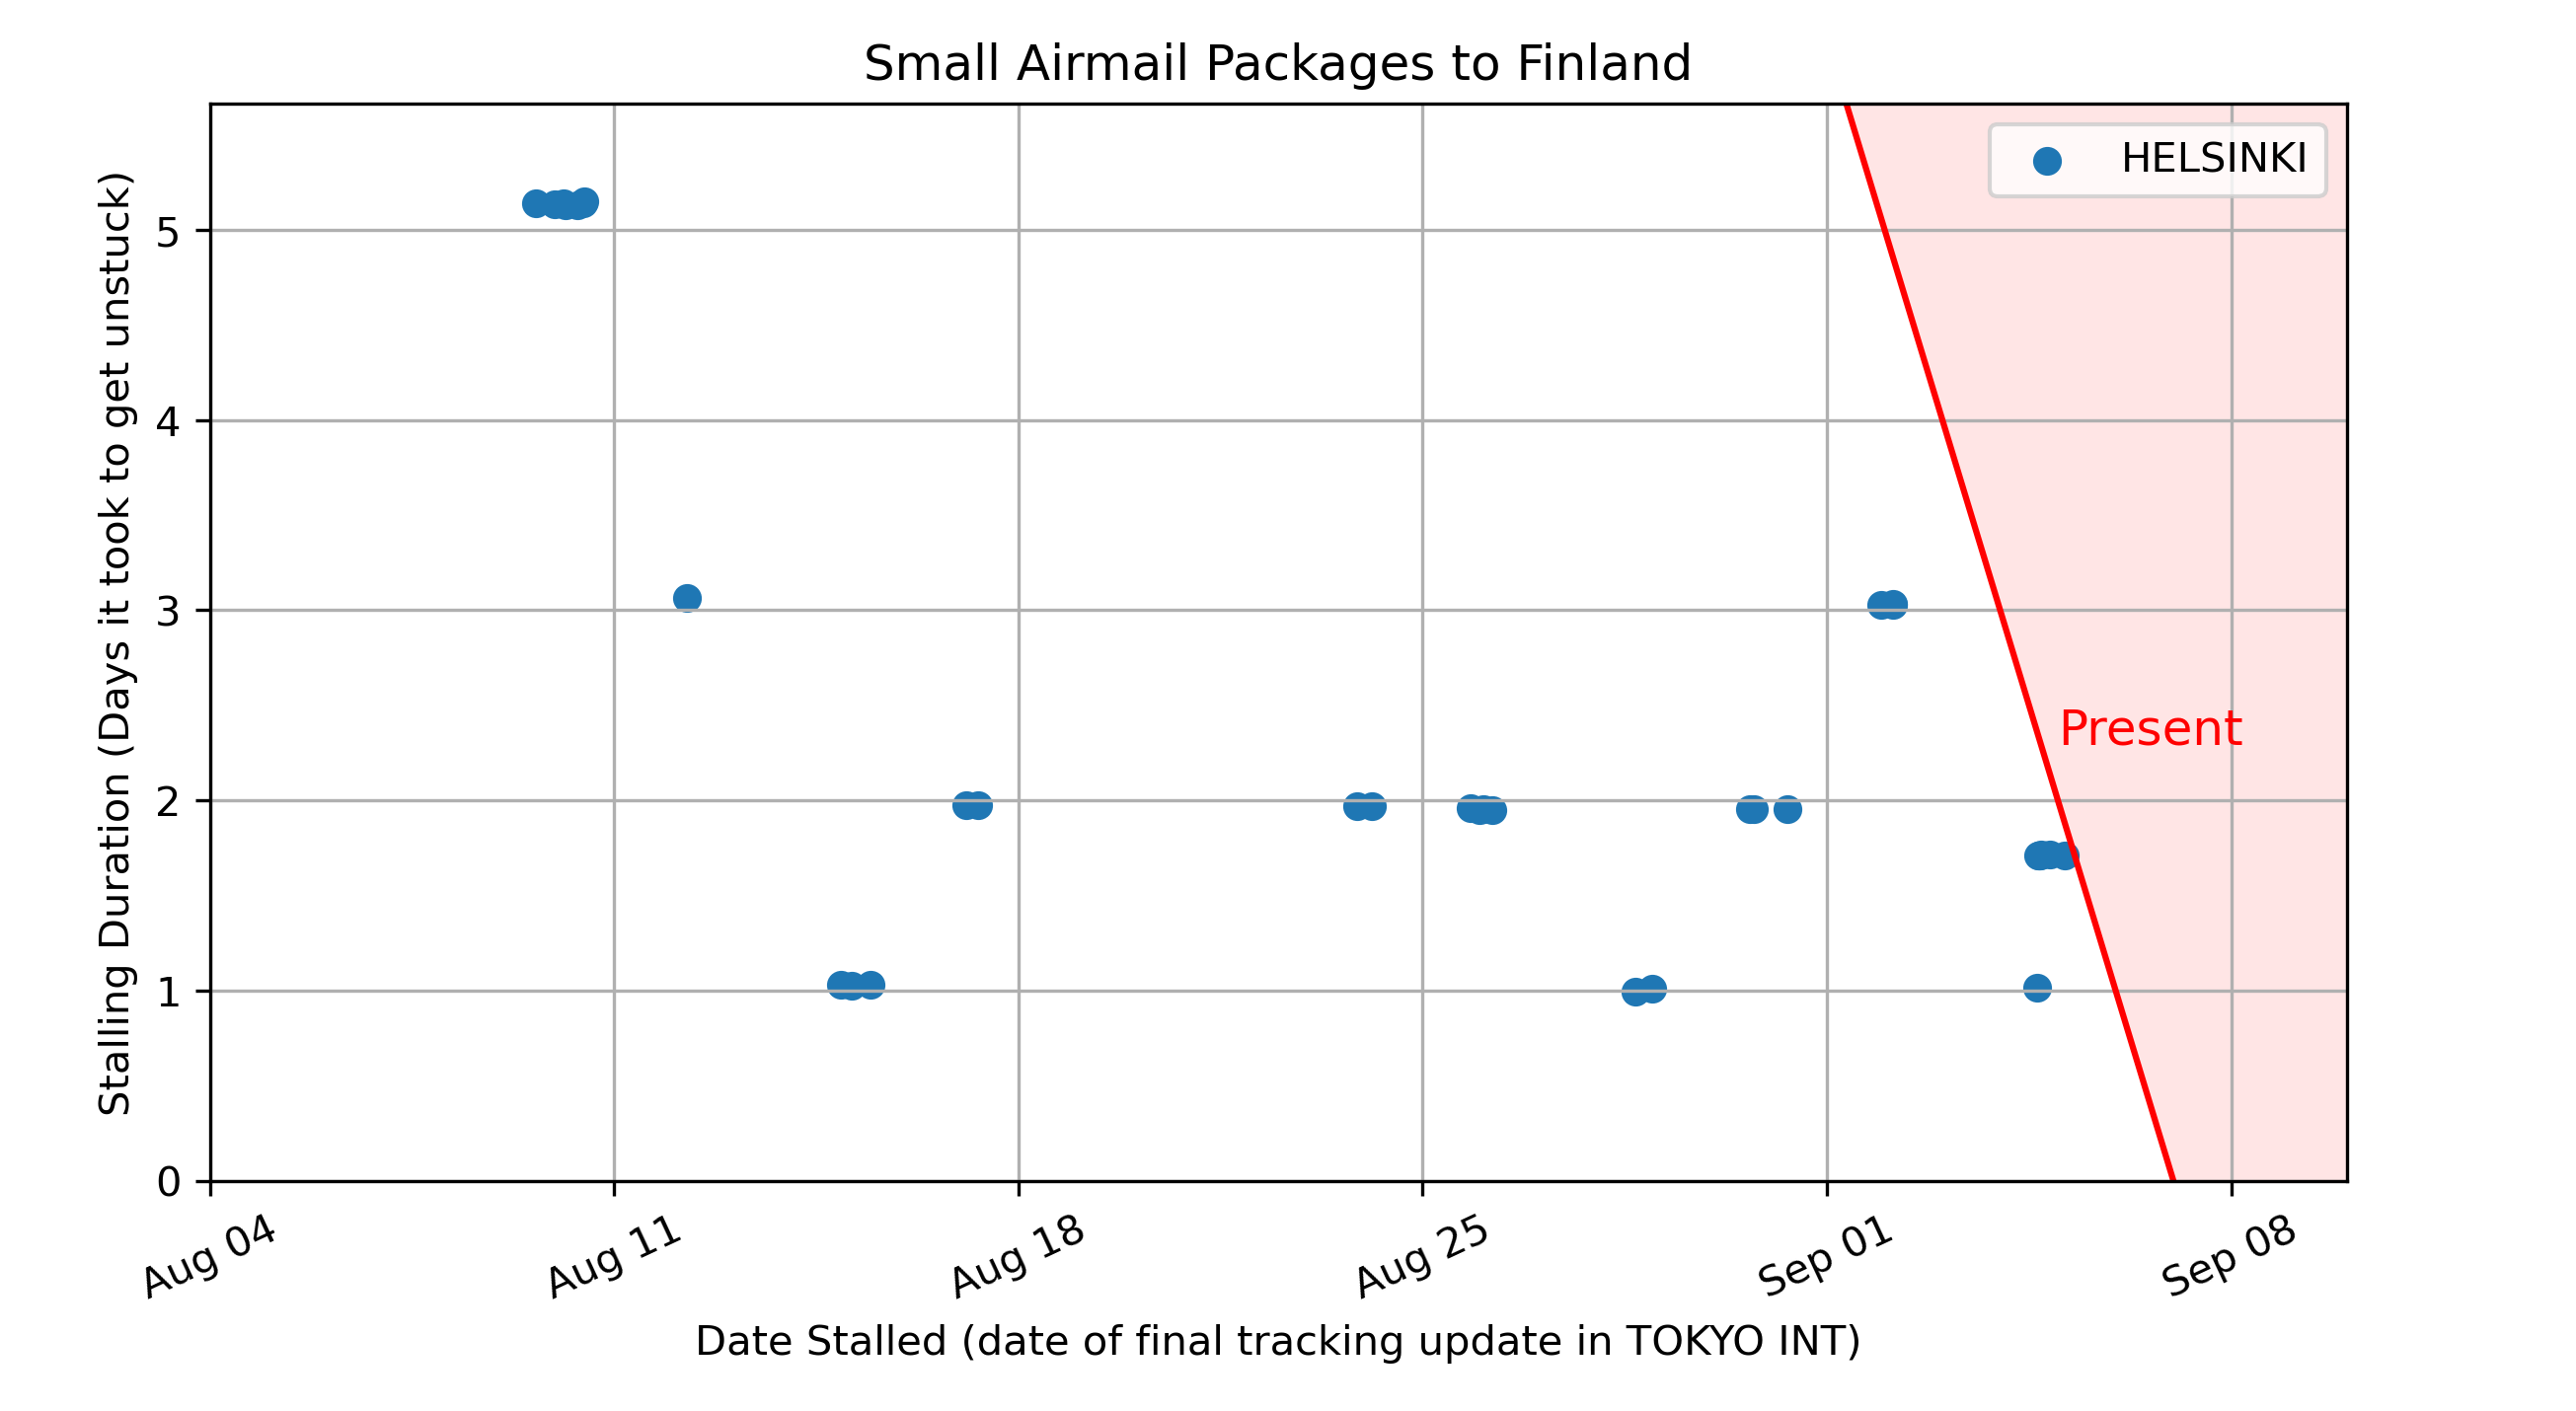 Small Airmail Packages to Finland
HELSINKI
Stalling Duration (Days it took to get unstuck)
5
4
3
2
1
0
Present
Aug 04
Aug 11
Aug 18
Aug 25
Sep 01
Sep 08
Date Stalled (date of final tracking update in TOKYO INT)